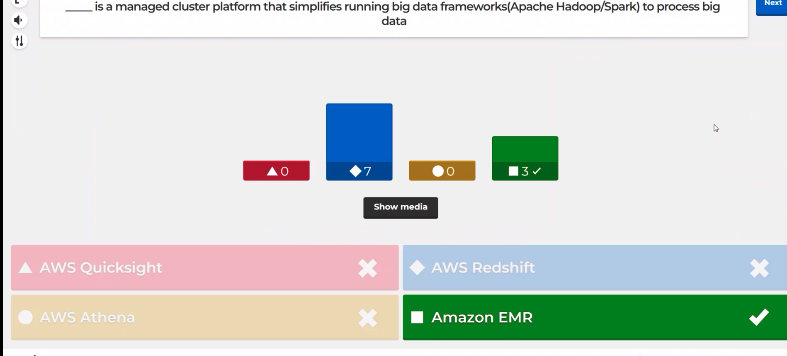 ____ is a managed cluster platform that simplifies running big data frameworks(Apache Hadoop/Spark) to process big
data
Next
0
7
0
3
Show media
AWS Quicksight
AWS Redshift
AWS Athena
Amazon EMR